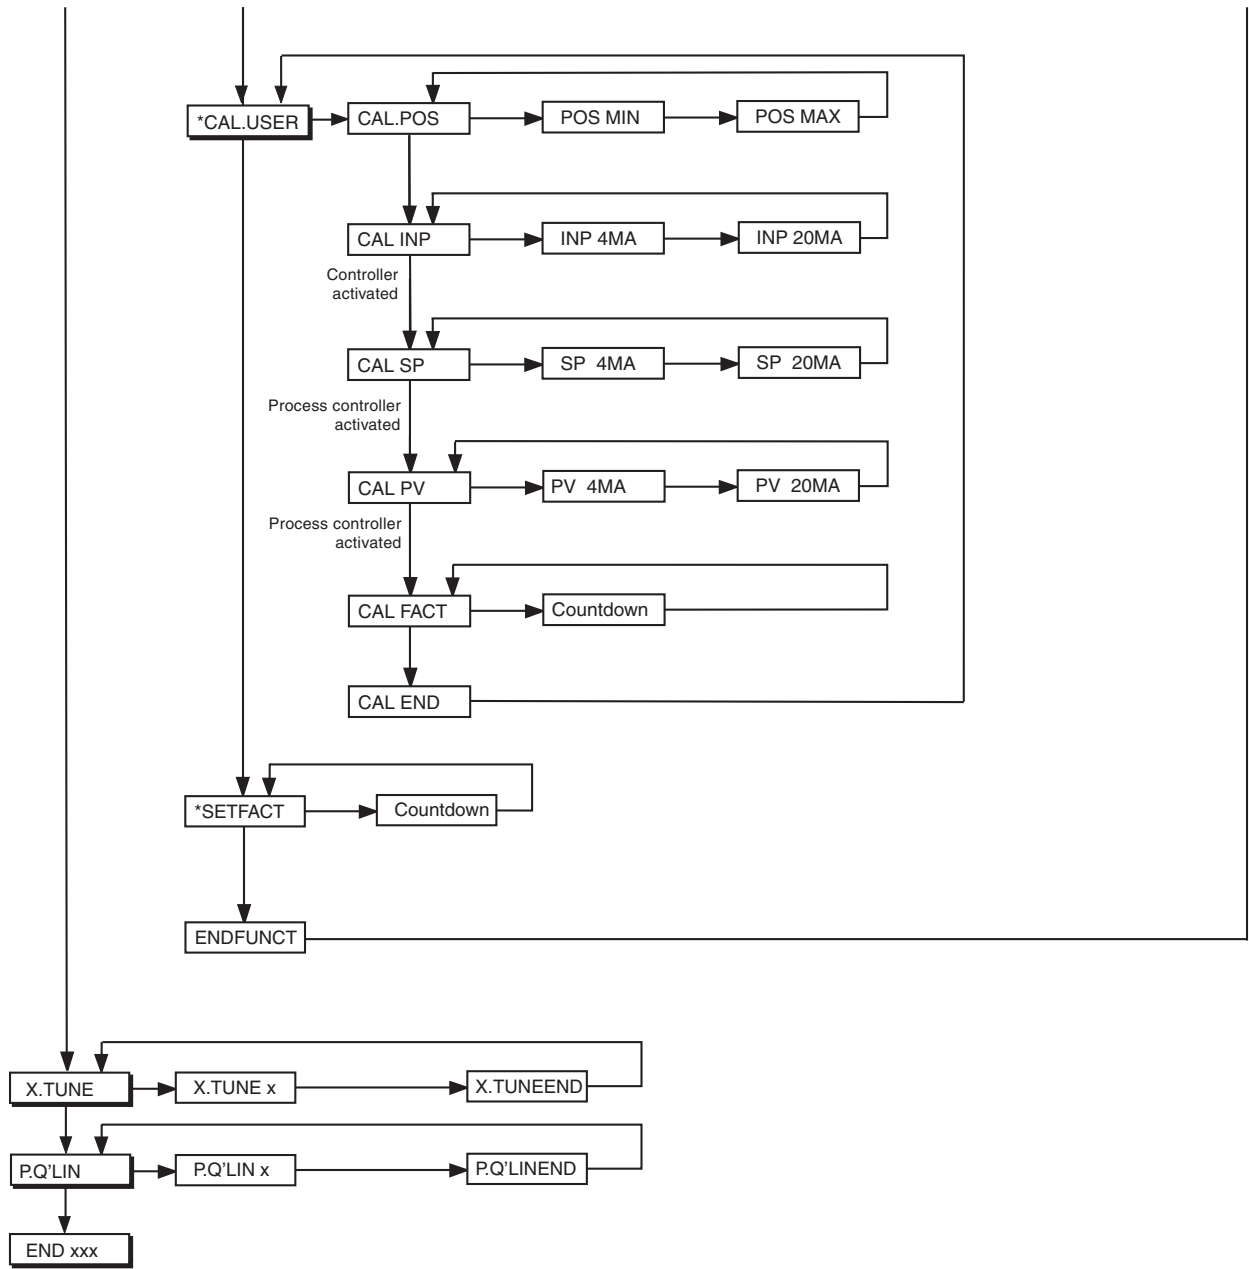 *CAL.USER
CAL.POS
POS MIN
POS MAX
CAL INP
INP 4MA
INP 20MA
Controller
activated
CAL SP
SP 4MA
SP 20MA
Process controller
activated
CAL PV
PV 4MA
PV 20MA
Process controller
activated
CAL FACT
Countdown
CAL END
*SETFACT
Countdown
ENDFUNCT
X.TUNE
X.TUNE x
X.TUNEEND
P.Q’LIN
P.Q’LIN x
P.Q’LINEND
END xxx